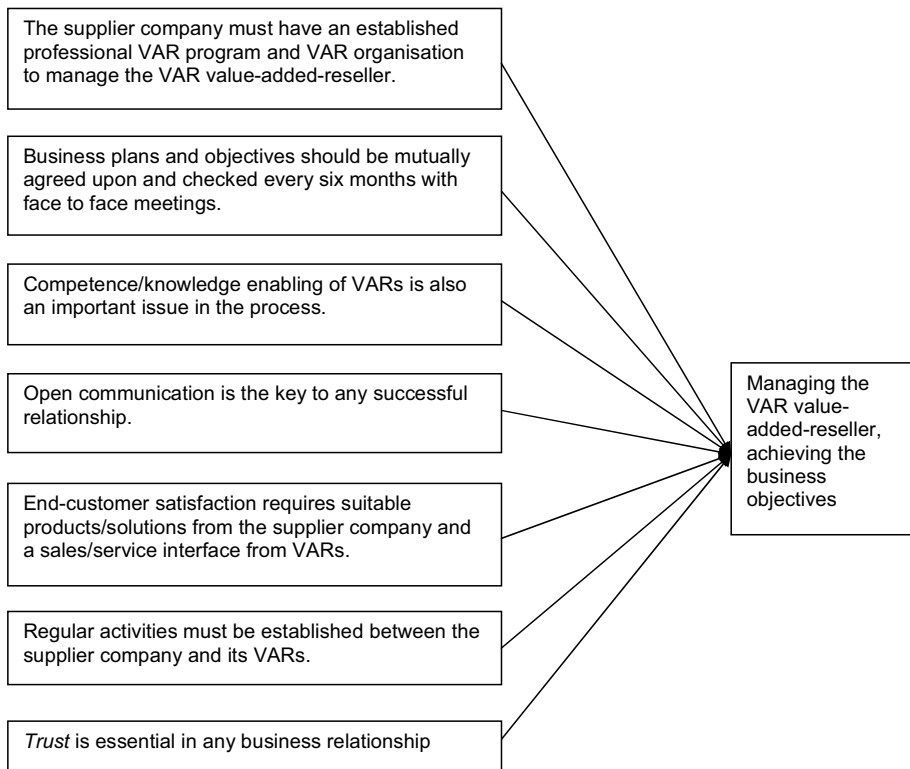 The supplier company must have an established
professional VAR program and VAR organisation
to manage the VAR value-added-reseller.
Business plans and objectives should be mutually
agreed upon and checked every six months with
face to face meetings.
Competence/knowledge enabling of VARs is also
an important issue in the process.
Open communication is the key to any successful
relationship.
End-customer satisfaction requires suitable
products/solutions from the supplier company and
a sales/service interface from VARs.
Regular activities must be established between the
supplier company and its VARs.
Trust is essential in any business relationship
Managing the
VAR value-
added-reseller,
achieving the
business
objectives